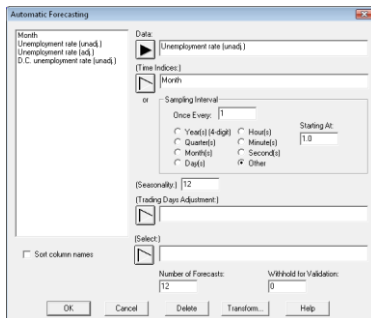 Automatic Forecasting
Month
Unemployment rate (unadj.)
Unemployment rate (adj.)
D.C. unemployment rate (unadj.)
Sort column names
Data:
Unemployment rate (unadj.)
(Time Indices:)
Month
or
Sampling Interval
Once Every:
1
Year(s) (4-digit)
Quarter(s)
Month(s)
Day(s)
Hour(s)
Minute(s)
Second(s)
Other
Starting At:
1.0
(Seasonality:)
12
(Trading Days Adjustment:)
(Select:)
Number of Forecasts:
12
Withhold for Validation:
0
OK
Cancel
Delete
Transform...
Help